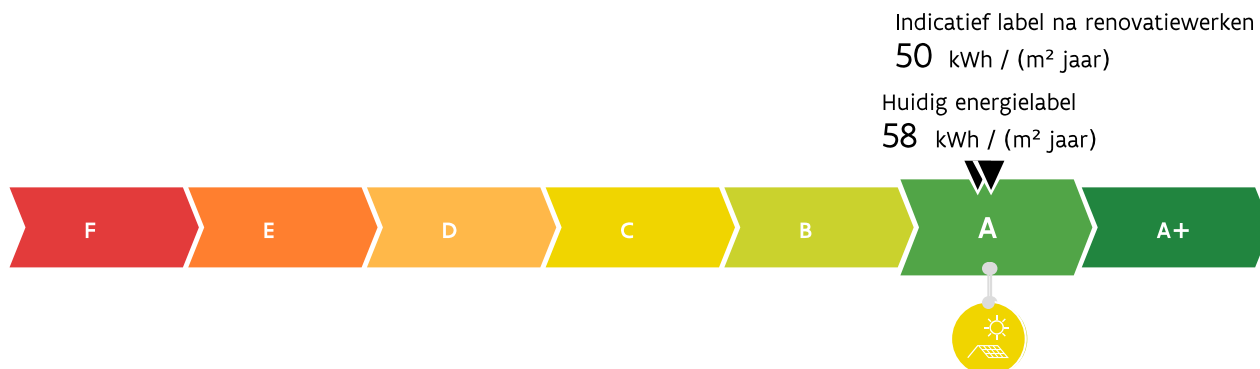 Indicatief label na renovatiewerken
50 kWh / (m² jaar)
Huidig energielabel
58 kWh / (m² jaar)
F E D C B A A+